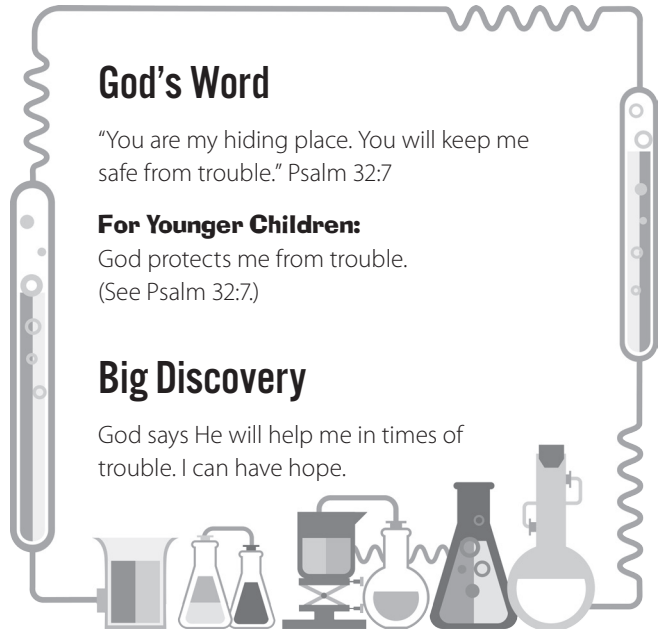 God’s Word
“You are my hiding place. You will keep me
safe from trouble.” Psalm 32:7
For Younger Children:
God protects me from trouble.
(See Psalm 32:7.)
Big Discovery
God says He will help me in times of
trouble. I can have hope.